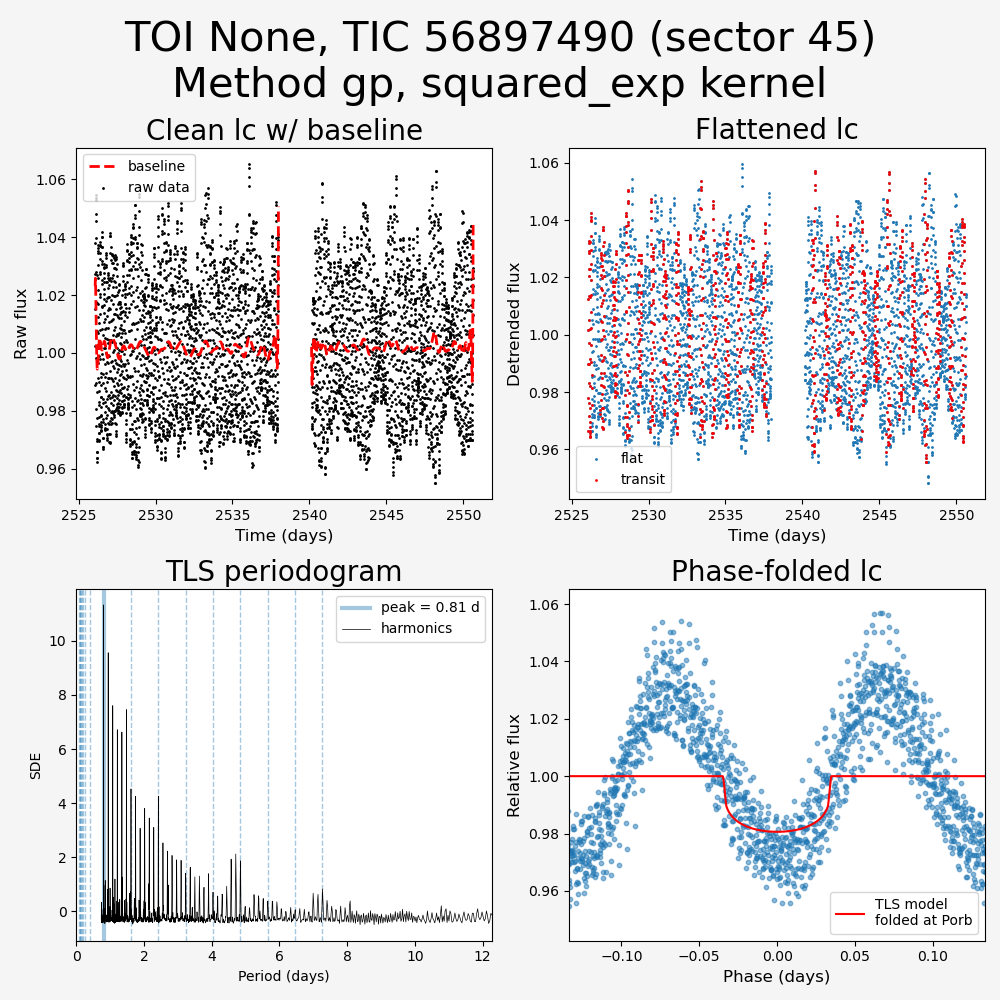 TOI None, TIC 56897490 (sector 45)
Method gp, squared_exp kernel
Clean lc w/ baseline
baseline
raw data
1.06
1.04
1.02
1.00
0.98
0.96
Raw flux
2525
2530
2535
2540
2545
2550
Time (days)
Flattened lc
flat
transit
1.06
1.04
1.02
1.00
0.98
0.96
Detrended flux
2525
2530
2535
2540
2545
2550
Time (days)
TLS periodogram
peak = 0.81 d
harmonics
10
8
6
4
2
0
SDE
0
2
4
6
8
10
12
Period (days)
Phase-folded lc
1.06
1.04
1.02
1.00
0.98
0.96
Relative flux
TLS model
folded at Porb
−0.10
−0.05
0.00
0.05
0.10
Phase (days)